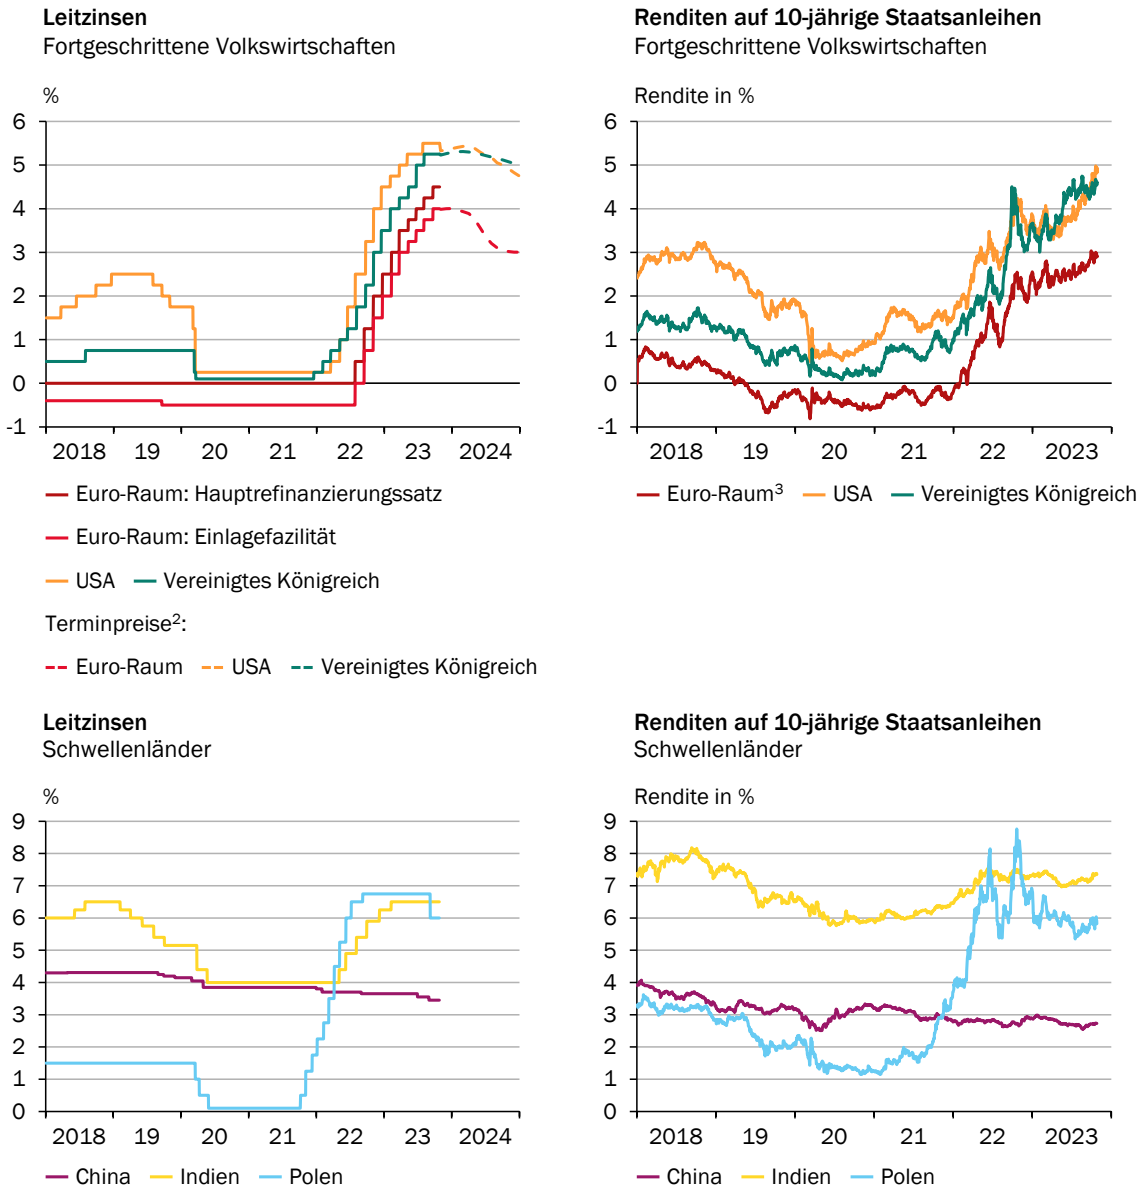 Leitzinsen
Fortgeschrittene Volkswirtschaften
%
6
5
4
3
2
1
0
-1
2018 19 20 21 22 23 2024
Euro-Raum: Hauptrefinanzierungssatz
Euro-Raum: Einlagefazilität
USA Vereinigtes Königreich
Terminpreise²:
Euro-Raum USA Vereinigtes Königreich
Renditen auf 10-jährige Staatsanleihen
Fortgeschrittene Volkswirtschaften
Rendite in %
6
5
4
3
2
1
0
-1
2018 19 20 21 22 2023
Euro-Raum³ USA Vereinigtes Königreich
Leitzinsen
Schwellenländer
%
9
8
7
6
5
4
3
2
1
0
2018 19 20 21 22 23 2024
China Indien Polen
Renditen auf 10-jährige Staatsanleihen
Schwellenländer
Rendite in %
9
8
7
6
5
4
3
2
1
0
2018 19 20 21 22 2023
China Indien Polen